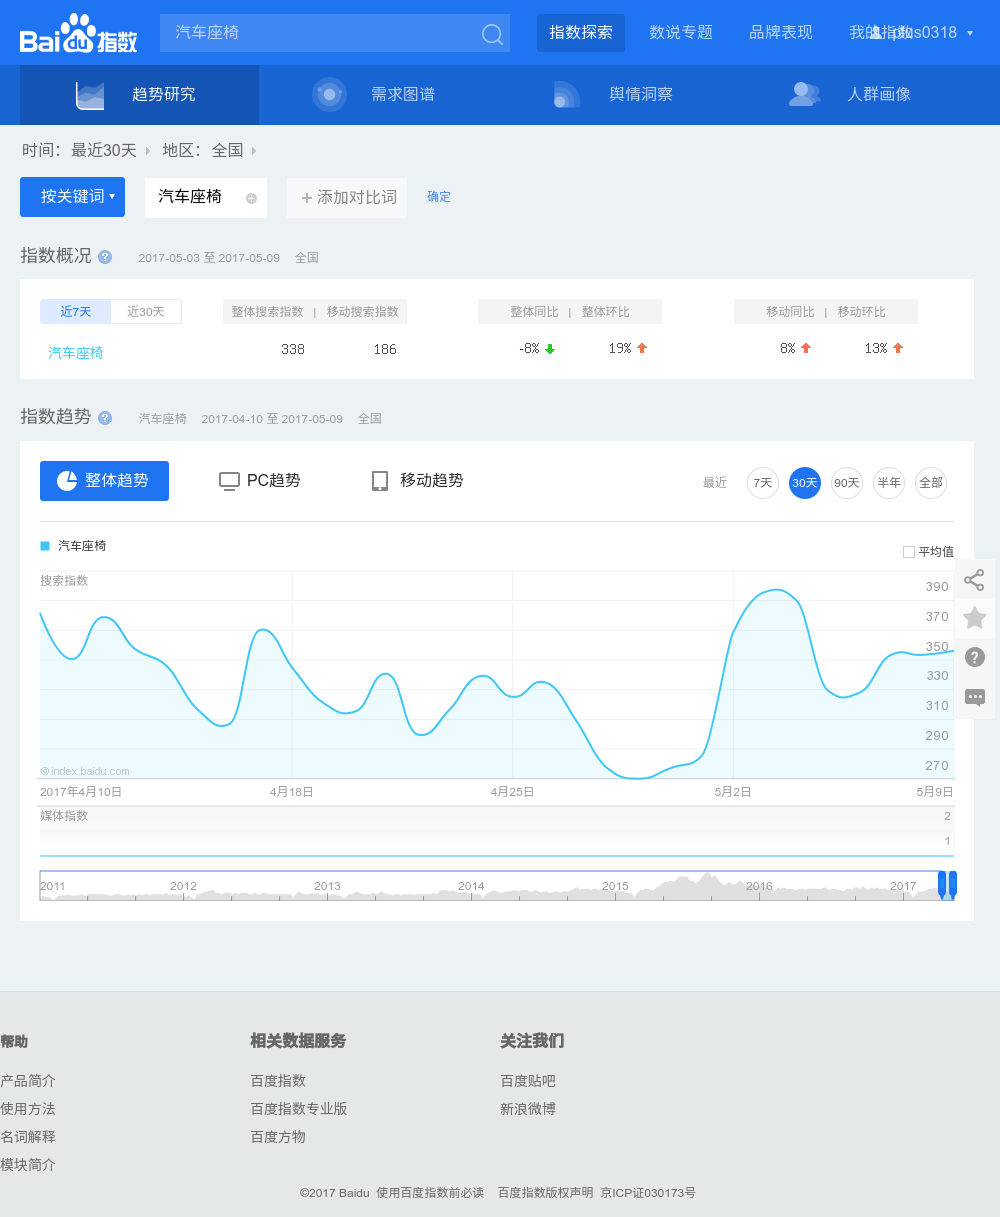 Bai du 指数 汽车座椅 指数探索 数说专题 品牌表现 我的指数 plus0318
趋势研究 需求图谱 舆情洞察 人群画像
时间: 最近30天 地区: 全国
按关键词 汽车座椅 +添加对比词 确定
指数概况 ? 2017-05-03 至 2017-05-09 全国
近7天 近30天 整体搜索指数 | 移动搜索指数 整体同比 | 整体环比 移动同比 | 移动环比
汽车座椅 338 186 -8% 19% 8% 13%
指数趋势 ? 汽车座椅 2017-04-10 至 2017-05-09 全国
整体趋势 PC趋势 移动趋势 最近 7天 30天 90天 半年 全部
汽车座椅
平均值
搜索指数
390
370
350
330
310
290
270
©index.baidu.com
2017年4月10日 4月18日 4月25日 5月2日 5月9日
媒体指数 2
1
2011 2012 2013 2014 2015 2016 2017
帮助 相关数据服务 关注我们
产品简介 百度指数 百度贴吧
使用方法 百度指数专业版 新浪微博
名词解释 百度方物
模块简介
©2017 Baidu 使用百度指数前必读 百度指数版权声明 京ICP证030173号